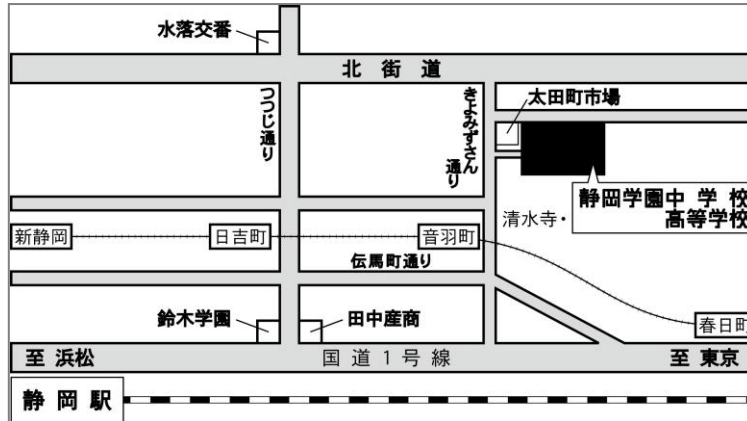 水落交番
北街道
つつじ通り
きよみずさん
通り
太田町市場
静岡学園中学校
高等学校
清水寺・
新静岡
日吉町
音羽町
伝馬町通り
春日町
鈴木学園
田中産商
至 浜松
国道1号線
至 東京
静岡駅